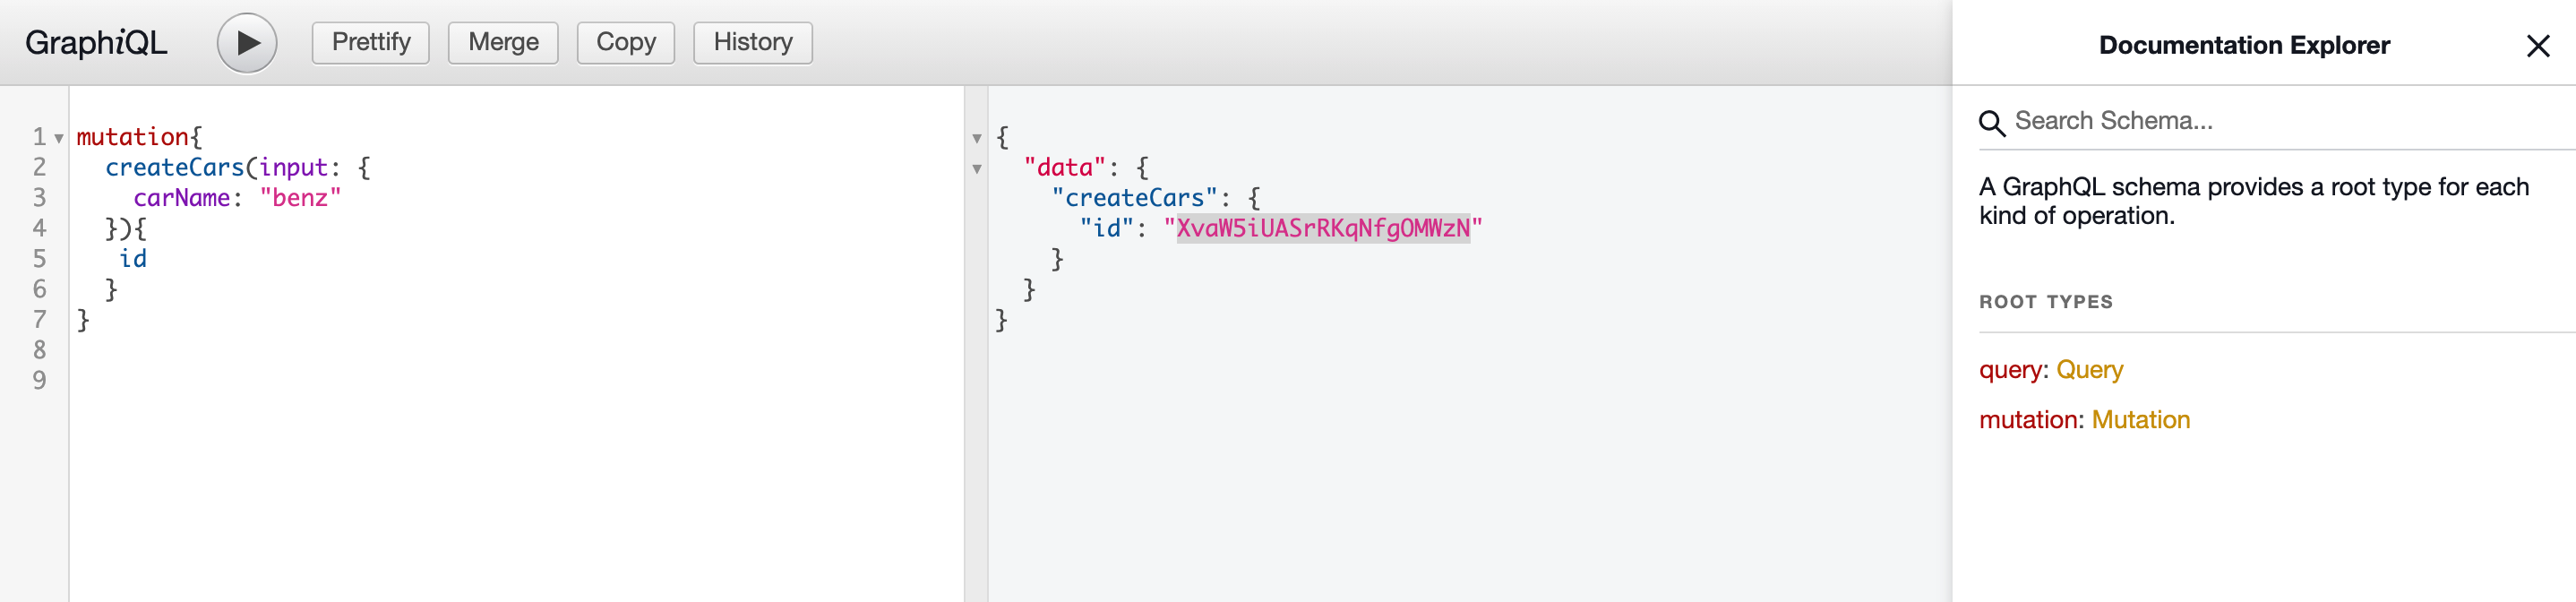 GraphiQL
Prettify
Merge
Copy
History
1 mutation{
2 createCars(input: {
3 carName: "benz"
4 }){
5 id
6 }
7 }
8
9
{
"data": {
"createCars": {
"id": "XvaW5iUASrRKqNfgOMWzN"
}
}
}
Documentation Explorer
Search Schema...
A GraphQL schema provides a root type for each
kind of operation.
ROOT TYPES
query: Query
mutation: Mutation